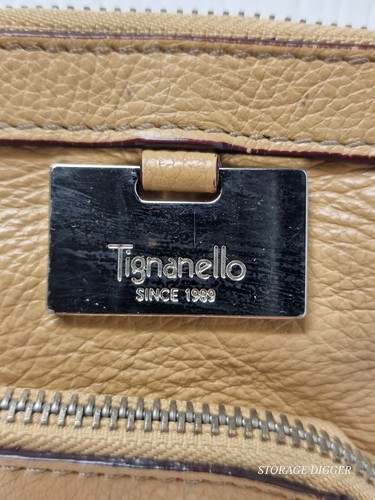 Tignanello
SINCE 1989
STORAGE DIGGER